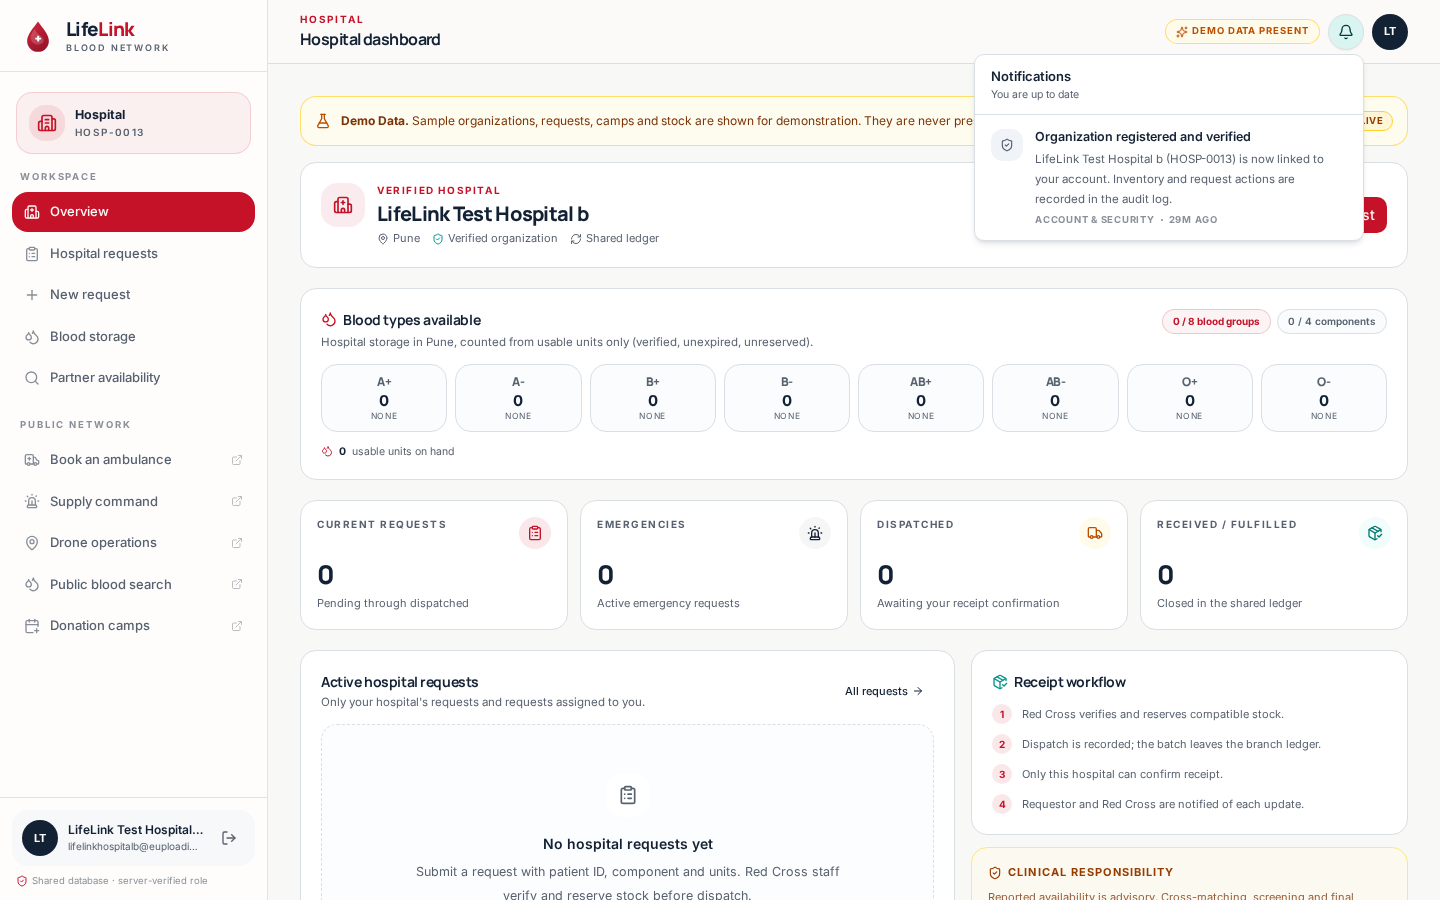 LifeLink
BLOOD NETWORK
Hospital
HOSP-0013
WORKSPACE
Overview
Hospital requests
New request
Blood storage
Partner availability
PUBLIC NETWORK
Book an ambulance
Supply command
Drone operations
Public blood search
Donation camps
LT
LifeLink Test Hospital...
lifelinkhospitalb@euploadi...
Shared database · server-verified role
HOSPITAL
Hospital dashboard
DEMO DATA PRESENT
LT
Notifications
You are up to date
Organization registered and verified
LifeLink Test Hospital b (HOSP-0013) is now linked to
your account. Inventory and request actions are
recorded in the audit log.
ACCOUNT & SECURITY · 29M AGO
Demo Data. Sample organizations, requests, camps and stock are shown for demonstration. They are never pre
VERIFIED HOSPITAL
LifeLink Test Hospital b
Pune Verified organization Shared ledger
Blood types available
0 / 8 blood groups
0 / 4 components
Hospital storage in Pune, counted from usable units only (verified, unexpired, unreserved).
A+ A- B+ B- AB+ AB- O+ O-
0 0 0 0 0 0 0 0
NONE NONE NONE NONE NONE NONE NONE NONE
0 usable units on hand
CURRENT REQUESTS
0
Pending through dispatched
EMERGENCIES
0
Active emergency requests
DISPATCHED
0
Awaiting your receipt confirmation
RECEIVED / FULFILLED
0
Closed in the shared ledger
Active hospital requests
Only your hospital's requests and requests assigned to you.
All requests
No hospital requests yet
Submit a request with patient ID, component and units. Red Cross staff
verify and reserve stock before dispatch.
Receipt workflow
1 Red Cross verifies and reserves compatible stock.
2 Dispatch is recorded; the batch leaves the branch ledger.
3 Only this hospital can confirm receipt.
4 Requestor and Red Cross are notified of each update.
CLINICAL RESPONSIBILITY
Reported availability is advisory. Cross-matching, screening and final